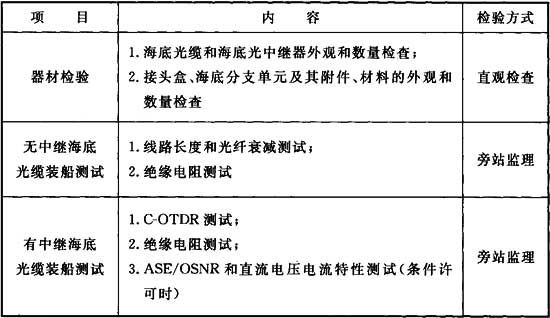 项 目 内 容 检验方式
器材检验
1. 海底光缆和海底光中继器外观和数量检查；
2. 接头盒、海底分支单元及其附件、材料的外观和
数量检查
直观检查
无中继海底
光缆装船测试
1. 线路长度和光纤衰减测试；
2. 绝缘电阻测试
旁站监理
有中继海底
光缆装船测试
1. C-OTDR 测试；
2. 绝缘电阻测试；
3. ASE/OSNR 和直流电压电流特性测试（条件许
可时）
旁站监理